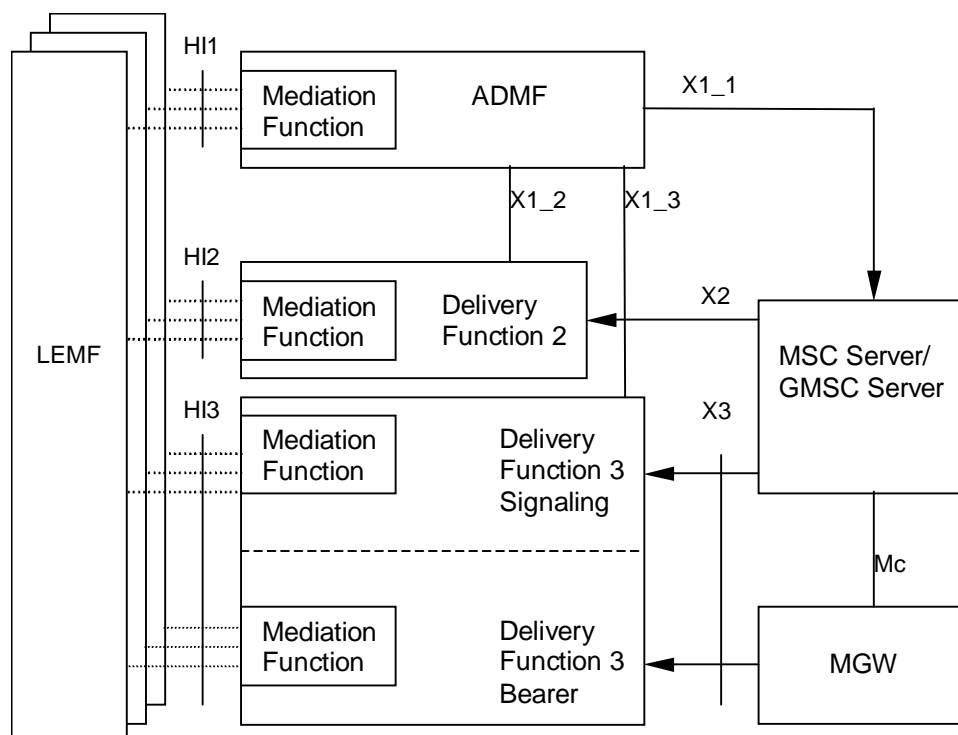 HI1
Mediation
Function
ADMF
X1_1
X1_2
X1_3
HI2
Mediation
Function
Delivery
Function 2
X2
LEMF
MSC Server/
GMSC Server
HI3
Mediation
Function
Delivery
Function 3
Signaling
X3
Mc
Mediation
Function
Delivery
Function 3
Bearer
MGW